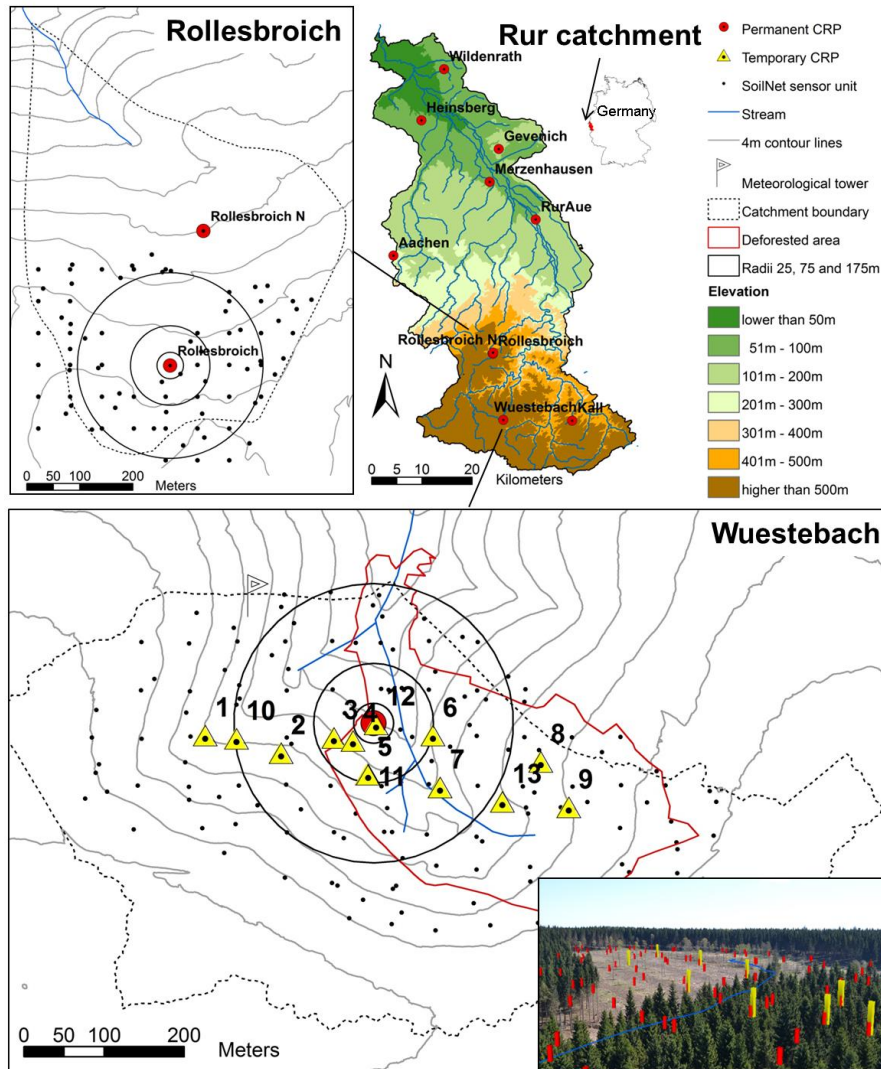 Rollesbroich
Rollesbroich N
Rollesbroich
0 50 100 200
Meters
Rur catchment
Wildenrath
Heinsberg
Gevenich
Merzenhausen
RurAue
Aachen
Rollesbroich N
Rollesbroich
Wuestebach
Kall
Germany
N
0 5 10 20
Kilometers
Permanent CRP
Temporary CRP
SoilNet sensor unit
Stream
4m contour lines
Meteorological tower
Catchment boundary
Deforested area
Radii 25, 75 and 175m
Elevation
lower than 50m
51m - 100m
101m - 200m
201m - 300m
301m - 400m
401m - 500m
higher than 500m
Wuestebach
1
10
2
3
4
12
5
6
11
7
8
13
9
0 50 100 200
Meters